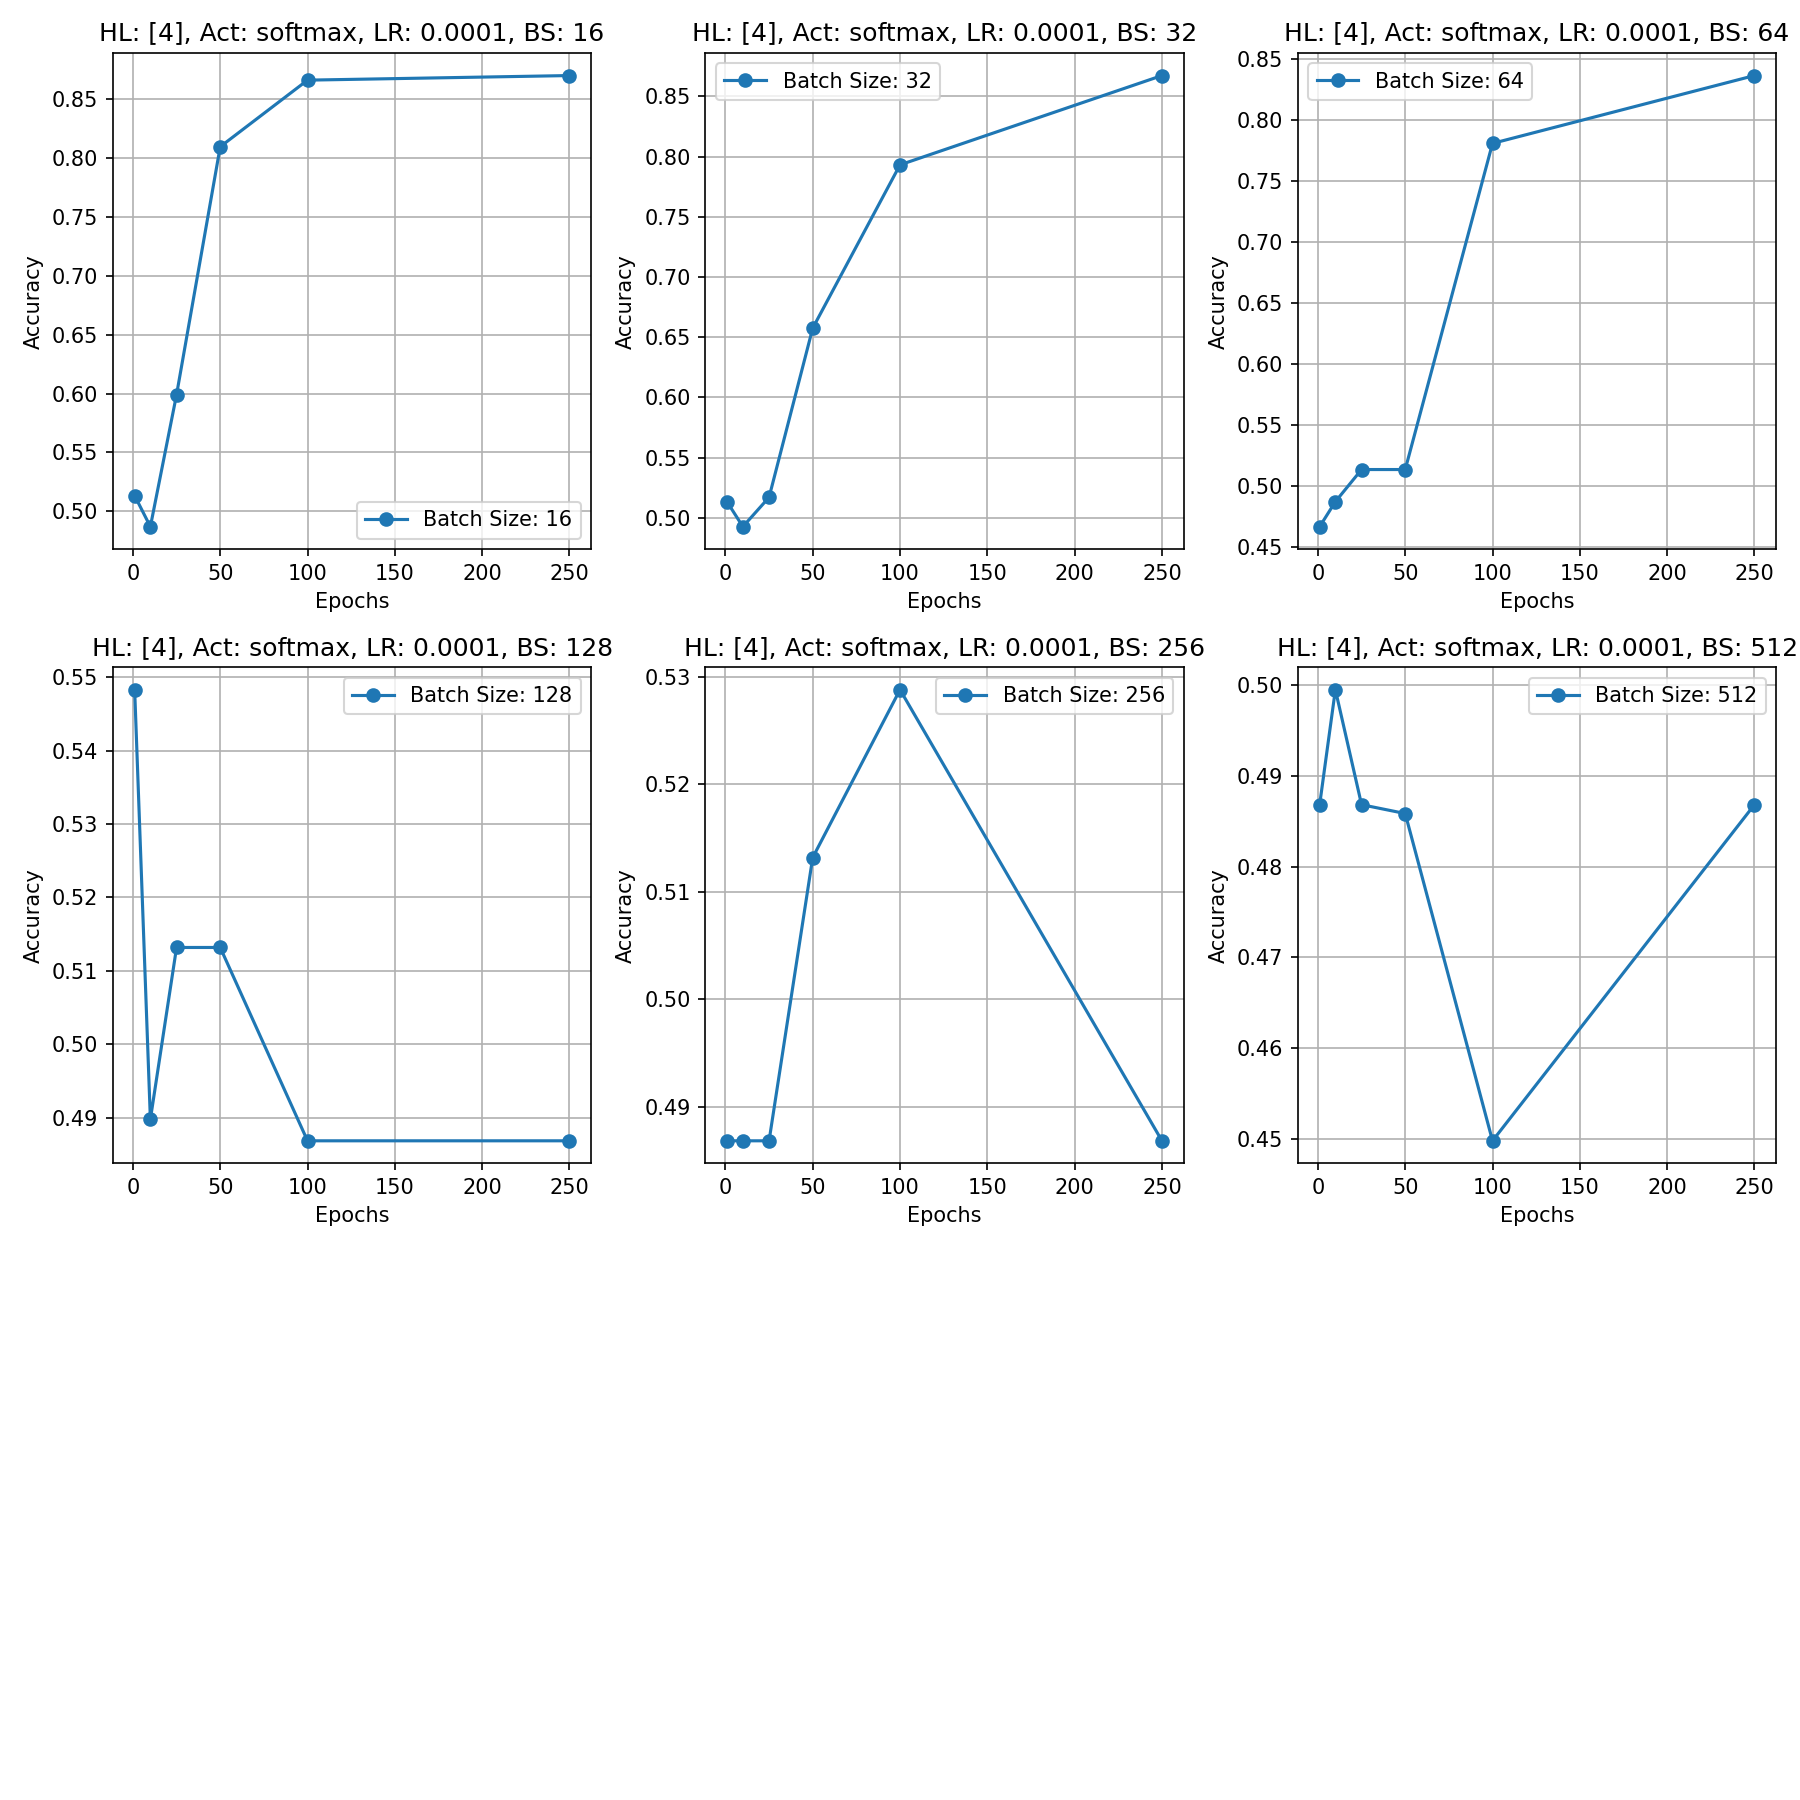 HL: [4], Act: softmax, LR: 0.0001, BS: 16
Accuracy
0.85
0.80
0.75
0.70
0.65
0.60
0.55
0.50
Batch Size: 16
0 50 100 150 200 250
Epochs
HL: [4], Act: softmax, LR: 0.0001, BS: 32
Accuracy
0.85
0.80
0.75
0.70
0.65
0.60
0.55
0.50
Batch Size: 32
0 50 100 150 200 250
Epochs
HL: [4], Act: softmax, LR: 0.0001, BS: 64
Accuracy
0.85
0.80
0.75
0.70
0.65
0.60
0.55
0.50
0.45
Batch Size: 64
0 50 100 150 200 250
Epochs
HL: [4], Act: softmax, LR: 0.0001, BS: 128
Accuracy
0.55
0.54
0.53
0.52
0.51
0.50
0.49
Batch Size: 128
0 50 100 150 200 250
Epochs
HL: [4], Act: softmax, LR: 0.0001, BS: 256
Accuracy
0.53
0.52
0.51
0.50
0.49
Batch Size: 256
0 50 100 150 200 250
Epochs
HL: [4], Act: softmax, LR: 0.0001, BS: 512
Accuracy
0.50
0.49
0.48
0.47
0.46
0.45
Batch Size: 512
0 50 100 150 200 250
Epochs